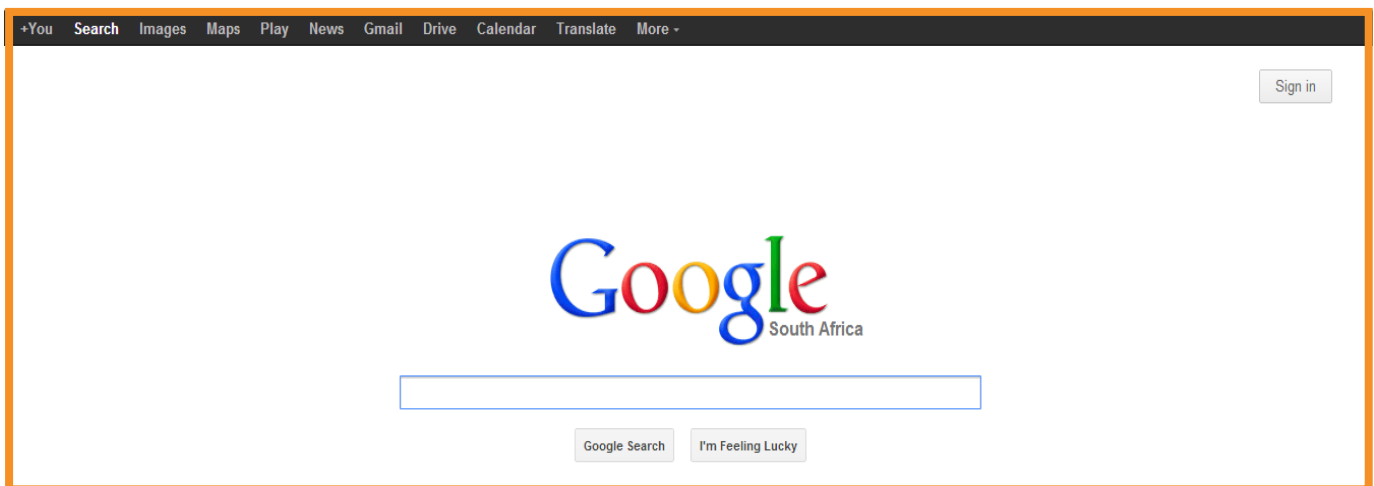 +You Search Images Maps Play News Gmail Drive Calendar Translate More
Sign in
Google
South Africa
Google Search I'm Feeling Lucky